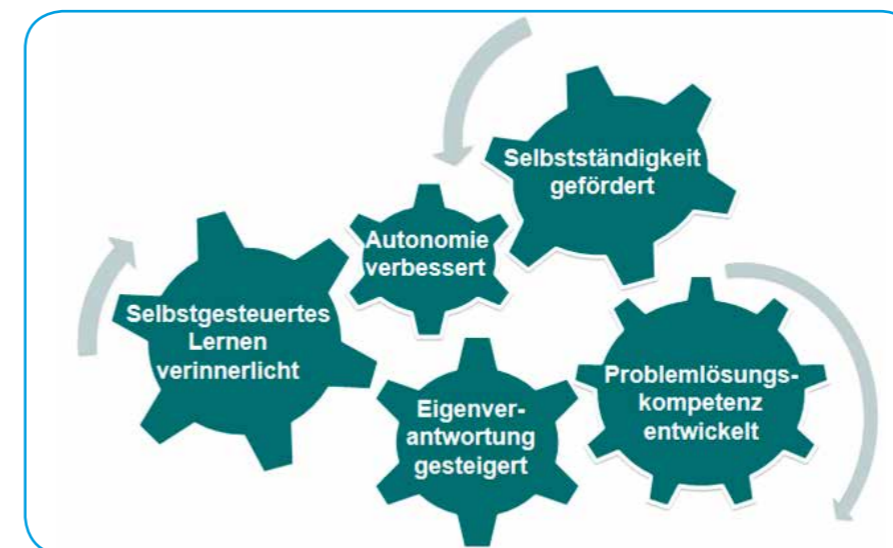 Selbstständigkeit
gefördert
Autonomie
verbessert
Selbstgesteuertes
Lernen
verinnerlicht
Problemlösungs-
kompetenz
entwickelt
Eigenver-
antwortung
gesteigert